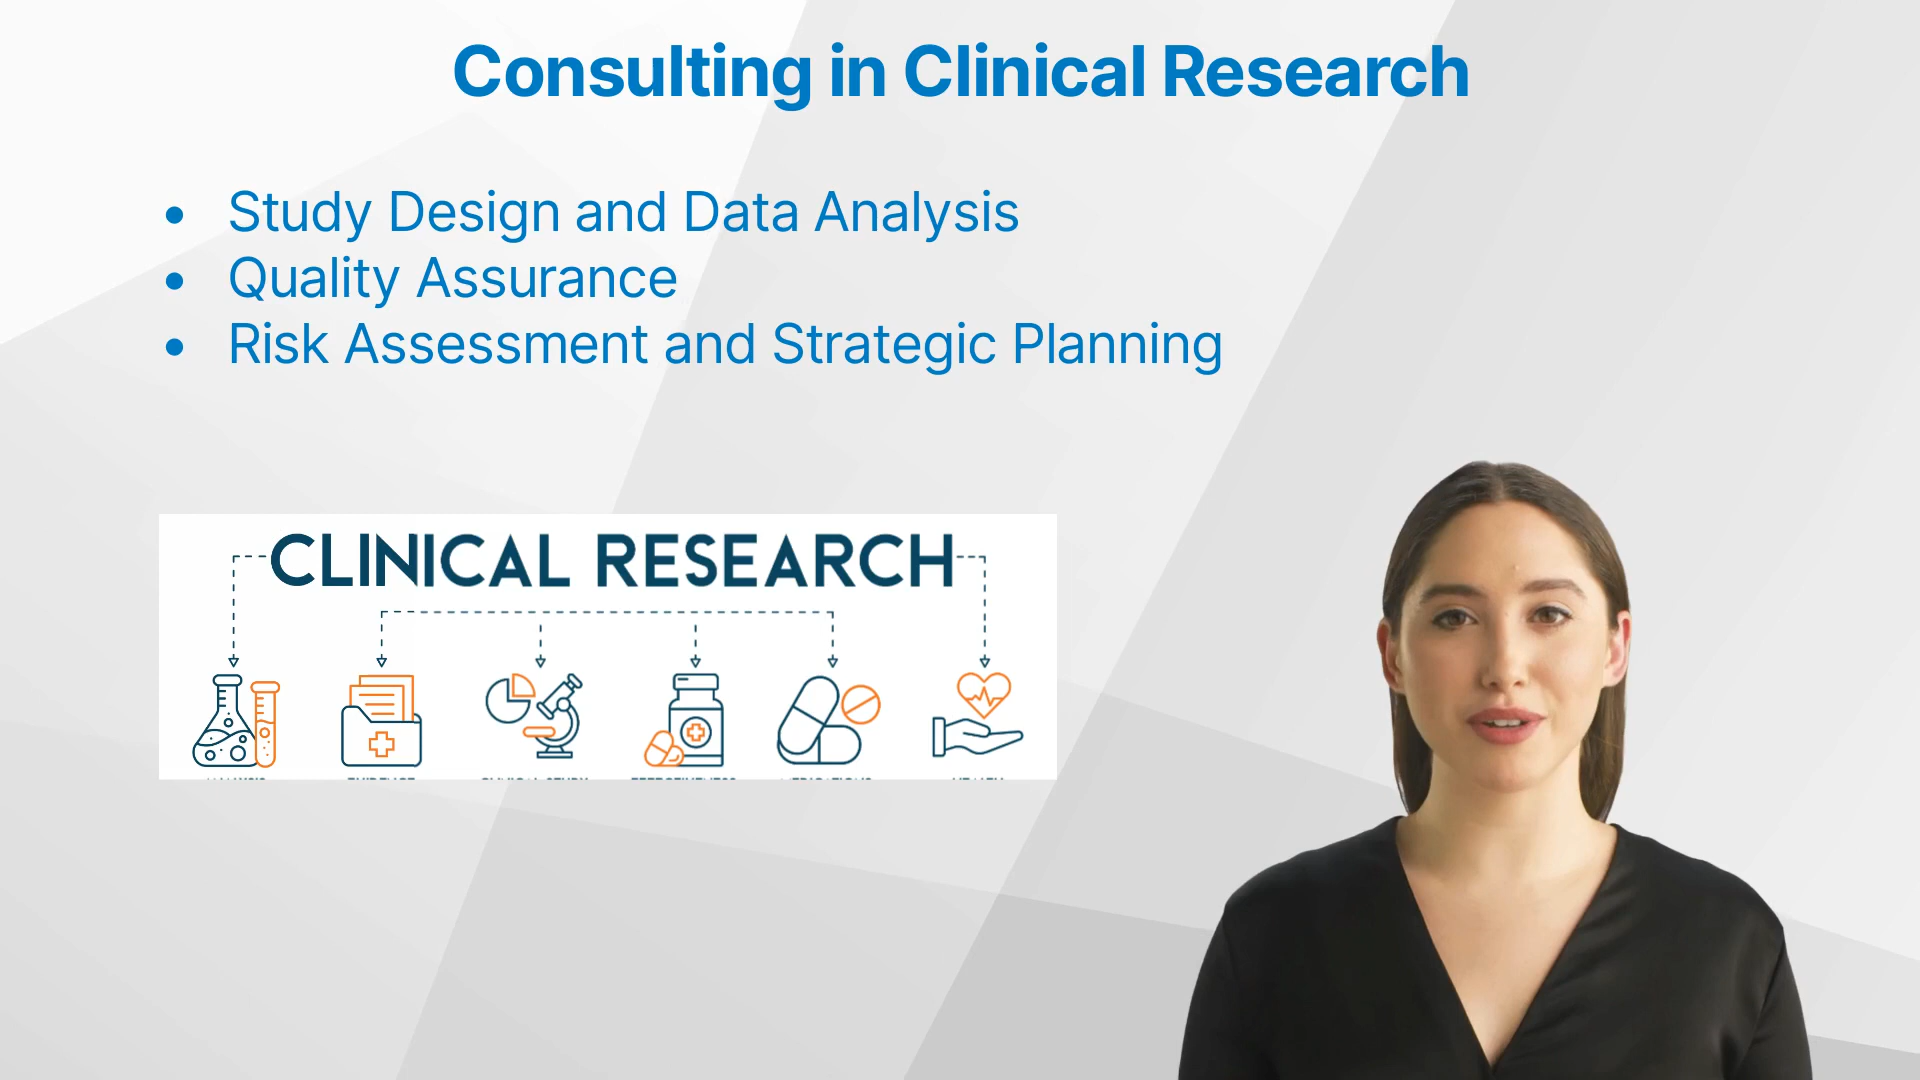 Consulting in Clinical Research
• Study Design and Data Analysis
• Quality Assurance
• Risk Assessment and Strategic Planning
CLINICAL RESEARCH